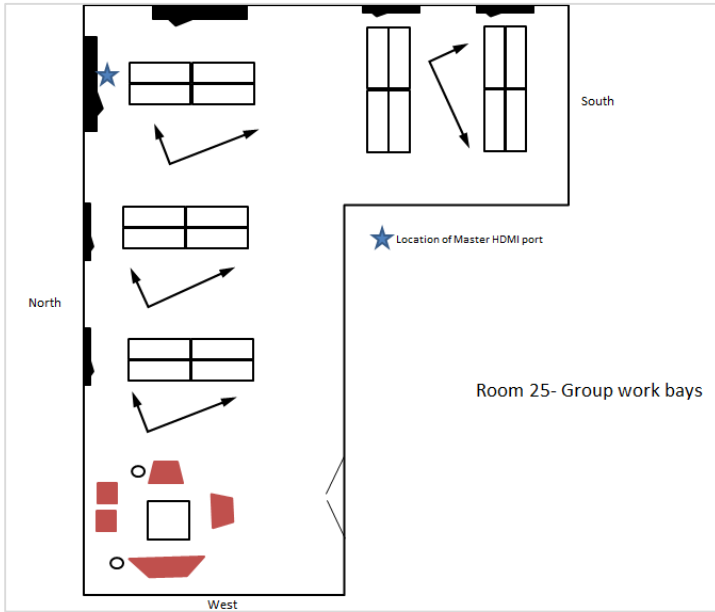 South
Location of Master HDMI port
North
Room 25- Group work bays
West